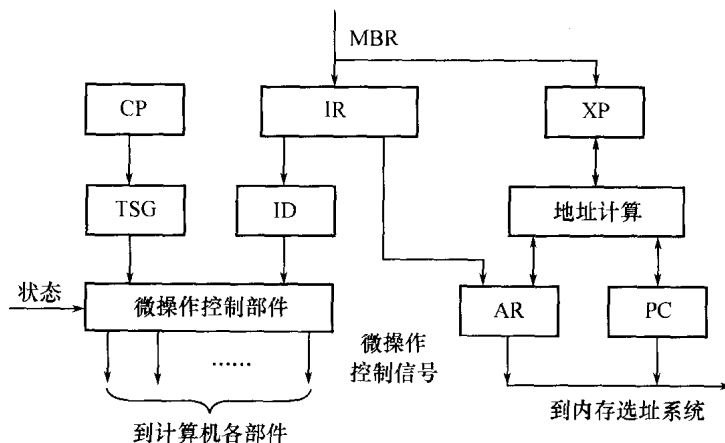 MBR
CP
IR
XP
TSG
ID
地址计算
状态
微操作控制部件
AR
PC
......
微操作
控制信号
到内存选址系统
到计算机各部件